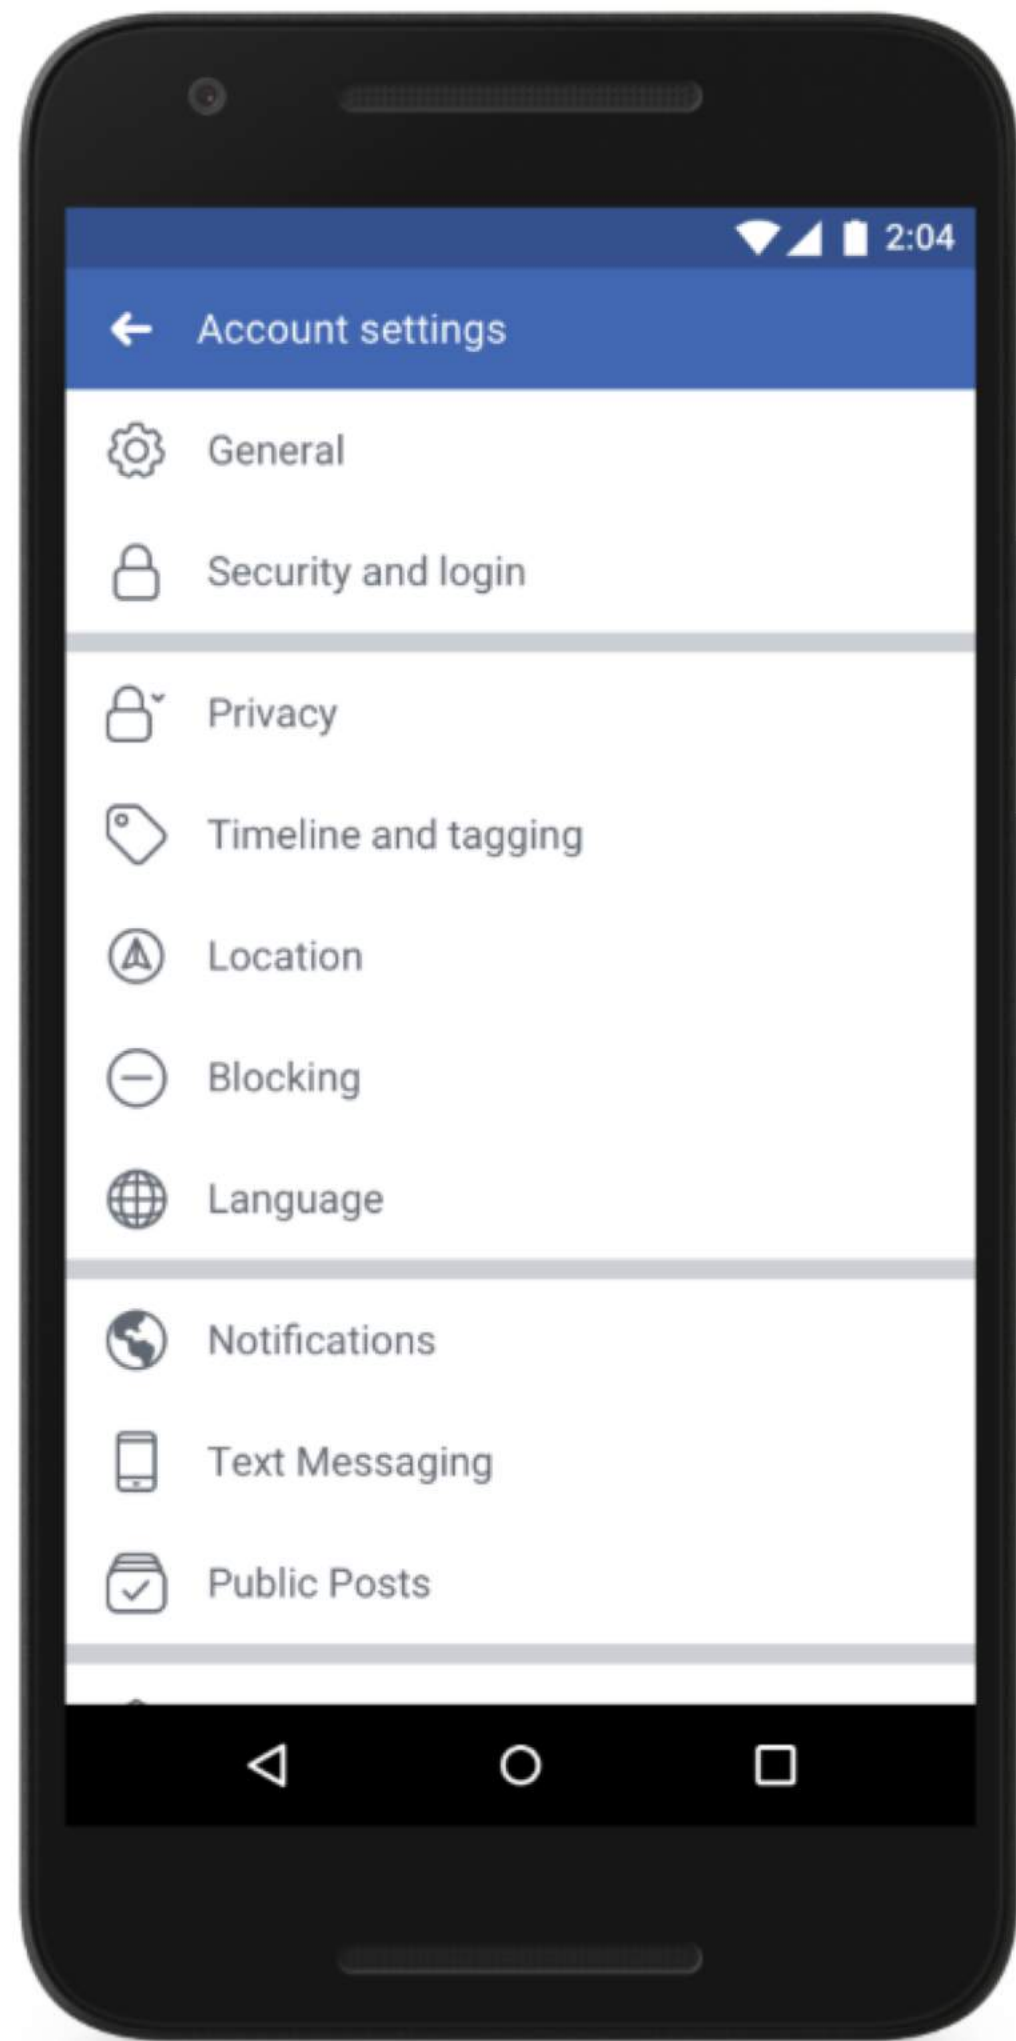 2:04
Account settings
General
Security and login
Privacy
Timeline and tagging
Location
Blocking
Language
Notifications
Text Messaging
Public Posts